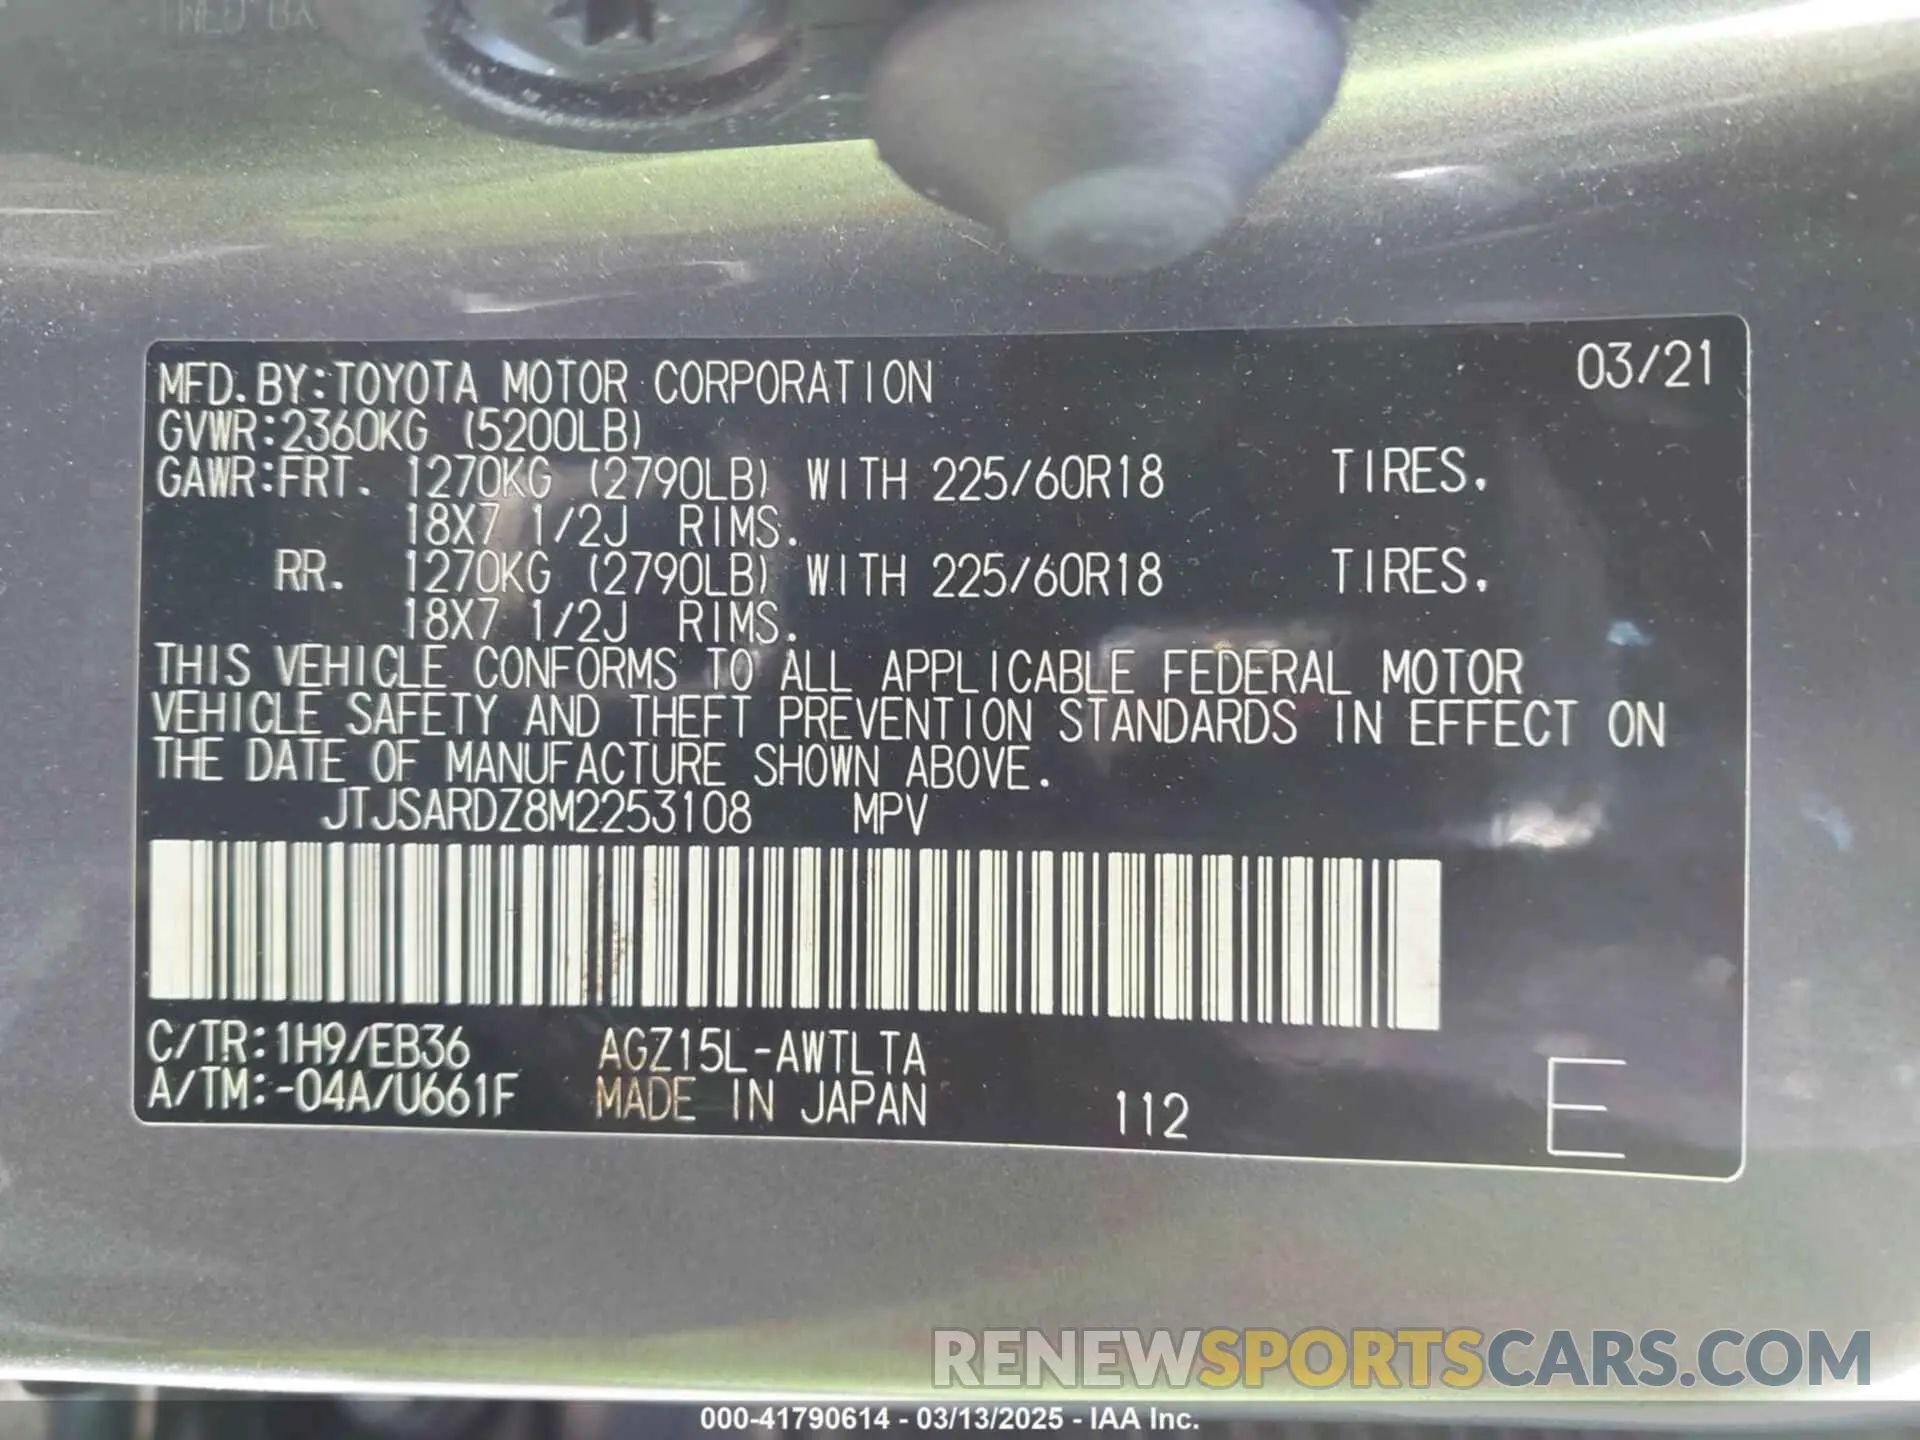 MFD.BY:TOYOTA MOTOR CORPORATION 03/21
GVWR:2360KG (5200LB)
GAWR:FRT. 1270KG (2790LB) WITH 225/60R18 TIRES.
18X7 1/2J RIMS.
RR. 1270KG (2790LB) WITH 225/60R18 TIRES.
18X7 1/2J RIMS.
THIS VEHICLE CONFORMS TO ALL APPLICABLE FEDERAL MOTOR
VEHICLE SAFETY AND THEFT PREVENTION STANDARDS IN EFFECT ON
THE DATE OF MANUFACTURE SHOWN ABOVE.
JTJSARDZ8M2253108 MPV
C/TR:1H9/EB36 AGZ15L-AWTLTA
A/TM:-04A/U661F MADE IN JAPAN 112 E
RENEWSPORTSCARS.COM
000-41790614 - 03/13/2025 - IAA Inc.